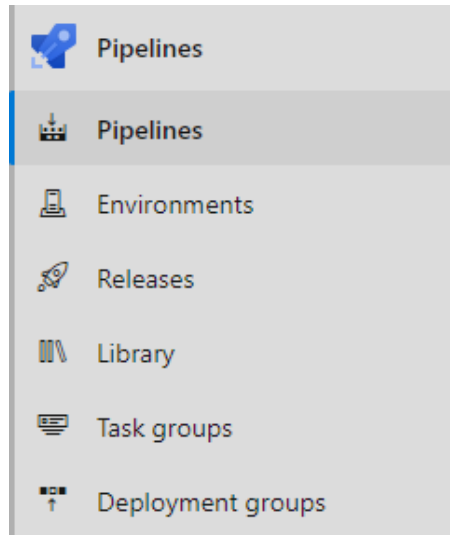 Pipelines
Pipelines
Environments
Releases
Library
Task groups
Deployment groups